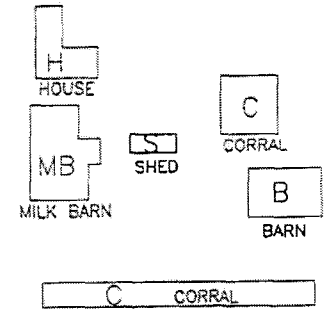 H
HOUSE
C
CORRAL
S
SHED
MB
MILK BARN
B
BARN
C CORRAL